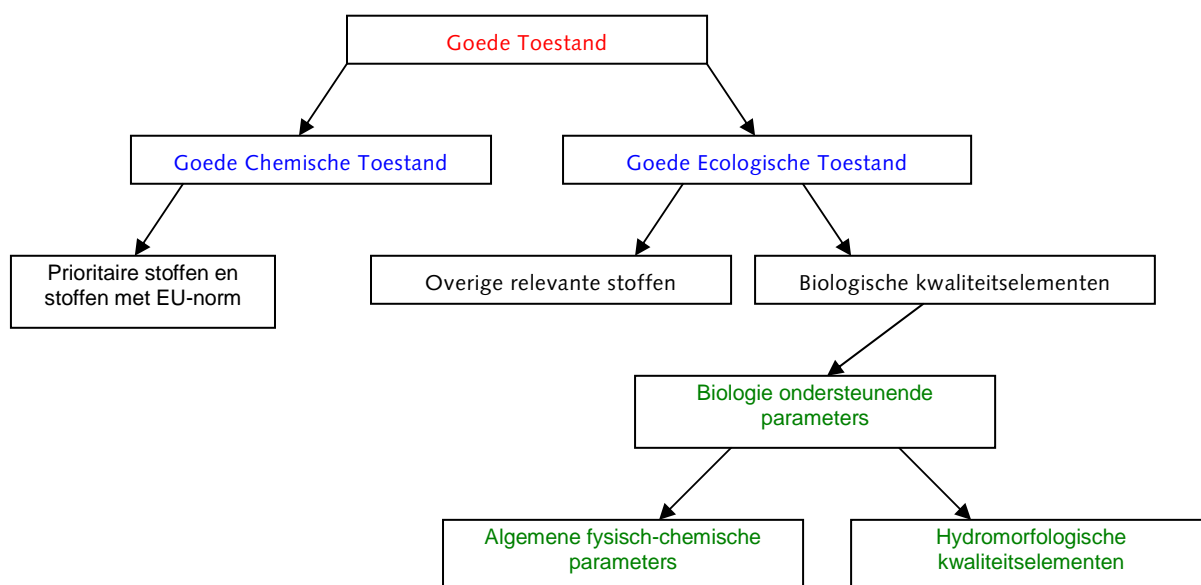 Goede Toestand
Goede Chemische Toestand
Goede Ecologische Toestand
Prioritaire stoffen en
stoffen met EU-norm
Overige relevante stoffen
Biologische kwaliteitselementen
Biologie ondersteunende
parameters
Algemene fysisch-chemische
parameters
Hydromorfologische
kwaliteitselementen